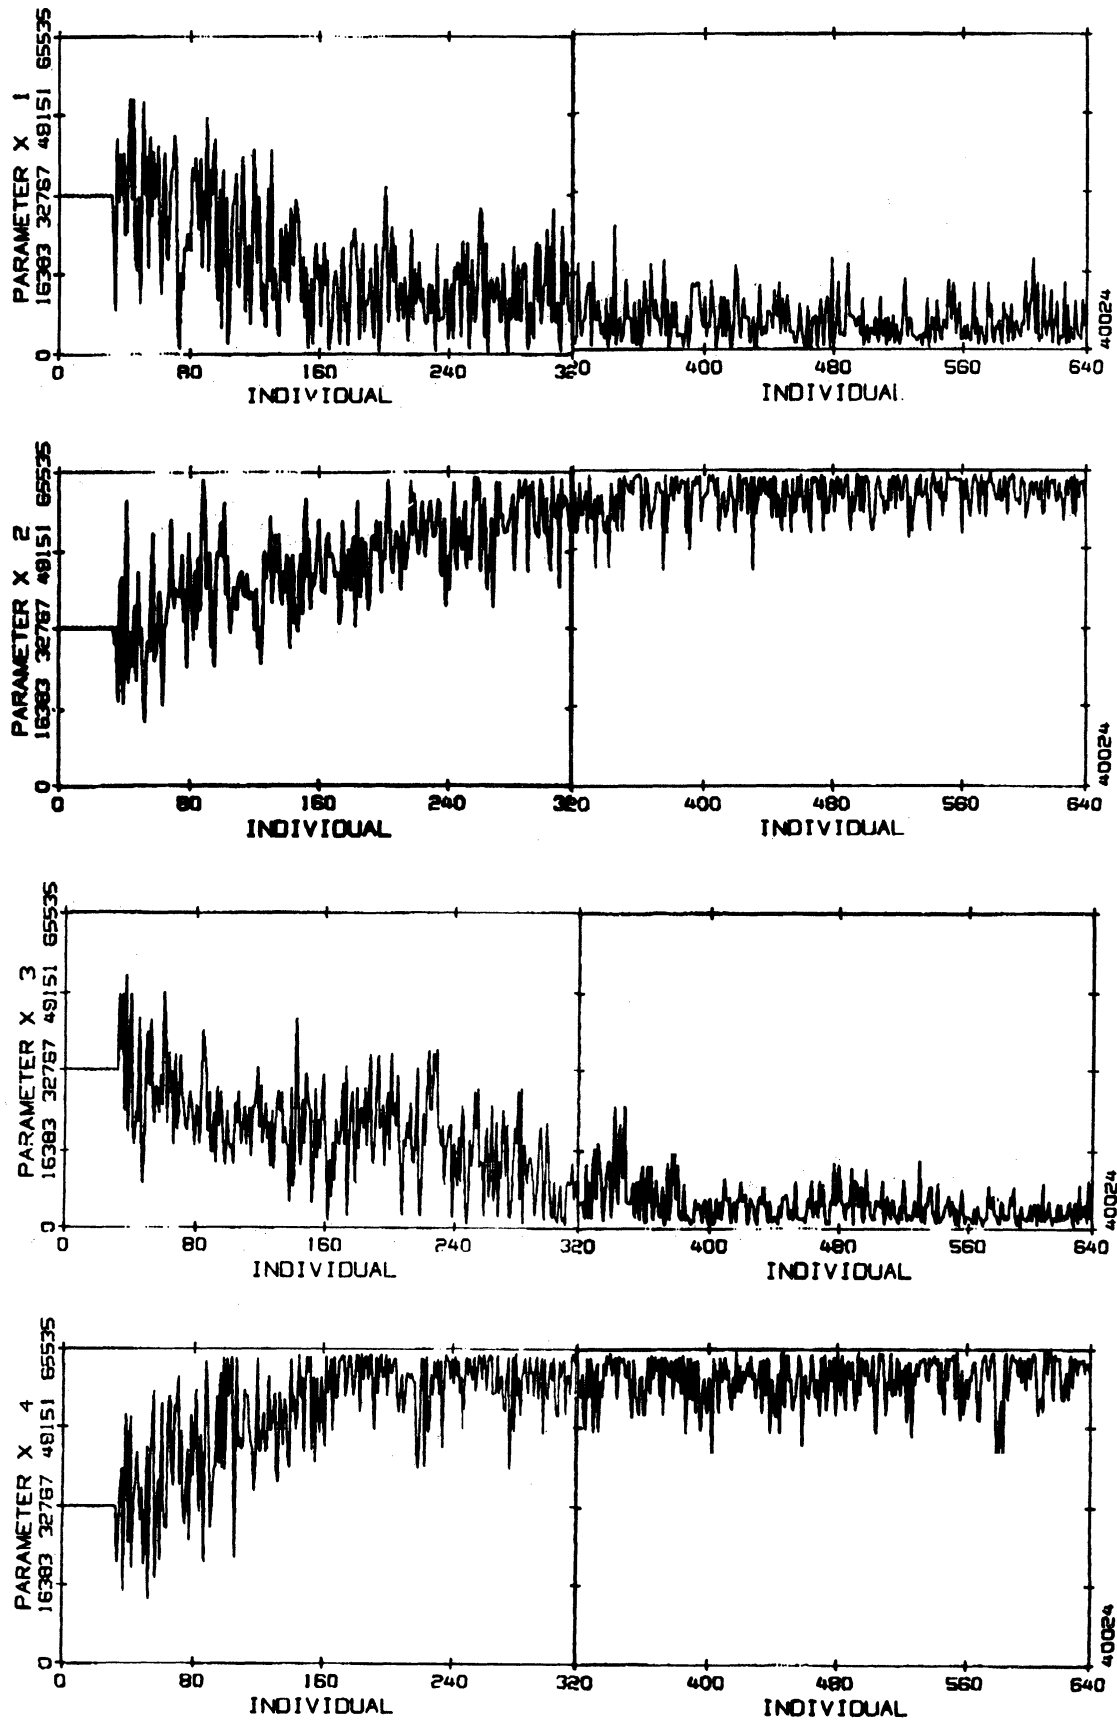 PARAMETER X 1
65535
49151
32767
16383
0
0 80 160 240 320 400 480 560 640
INDIVIDUAL INDIVIDUAL
40024
PARAMETER X 2
65535
49151
32767
16383
0
0 80 160 240 320 400 480 560 640
INDIVIDUAL INDIVIDUAL
40024
PARAMETER X 3
65535
49151
32767
16383
0
0 80 160 240 320 400 480 560 640
INDIVIDUAL INDIVIDUAL
40024
PARAMETER X 4
65535
49151
32767
16383
0
0 80 160 240 320 400 480 560 640
INDIVIDUAL INDIVIDUAL
40024